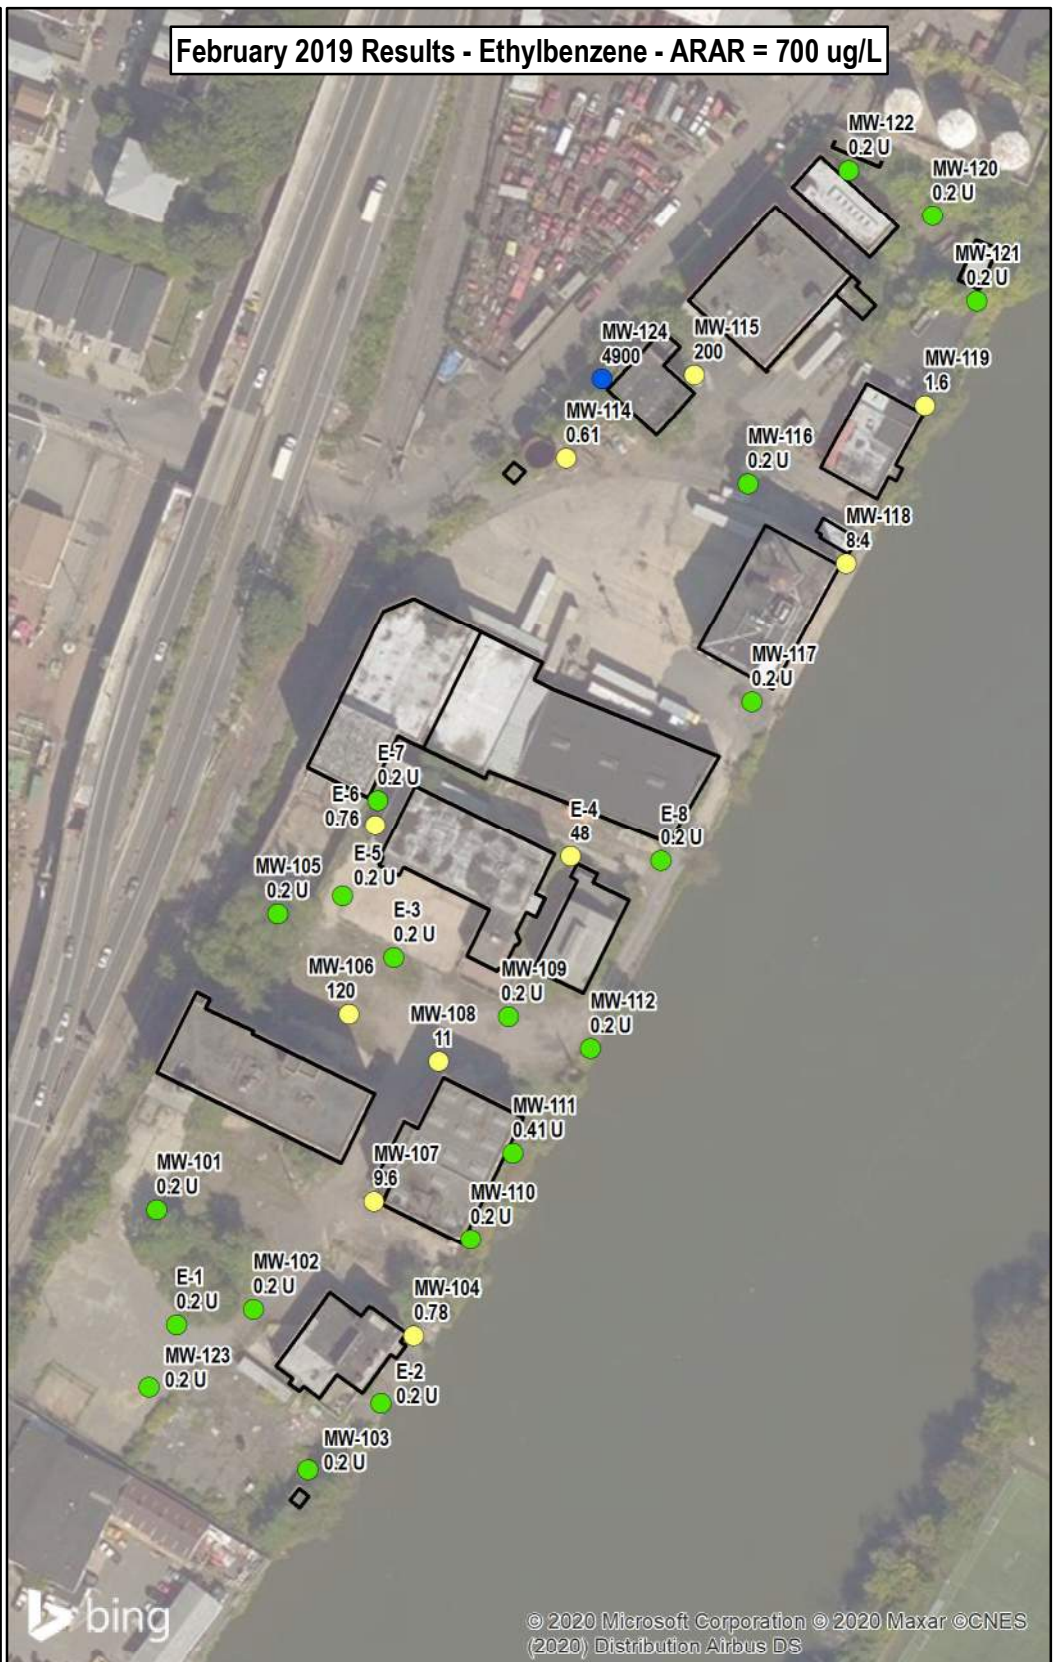 February 2019 Results - Ethylbenzene - ARAR = 700 ug/L
MW-122
0.2 U
MW-120
0.2 U
MW-121
0.2 U
MW-124
4900
MW-115
200
MW-119
1.6
MW-114
0.61
MW-116
0.2 U
MW-118
8.4
MW-117
0.2 U
E-7
0.2 U
E-6
0.76
E-4
48
E-8
0.2 U
E-5
0.2 U
MW-105
0.2 U
E-3
0.2 U
MW-106
120
MW-109
0.2 U
MW-108
11
MW-112
0.2 U
MW-111
0.41 U
MW-107
9.6
MW-101
0.2 U
MW-110
0.2 U
MW-102
0.2 U
E-1
0.2 U
MW-104
0.78
MW-123
0.2 U
E-2
0.2 U
MW-103
0.2 U
bing
© 2020 Microsoft Corporation © 2020 Maxar ©CNES
(2020) Distribution Airbus DS